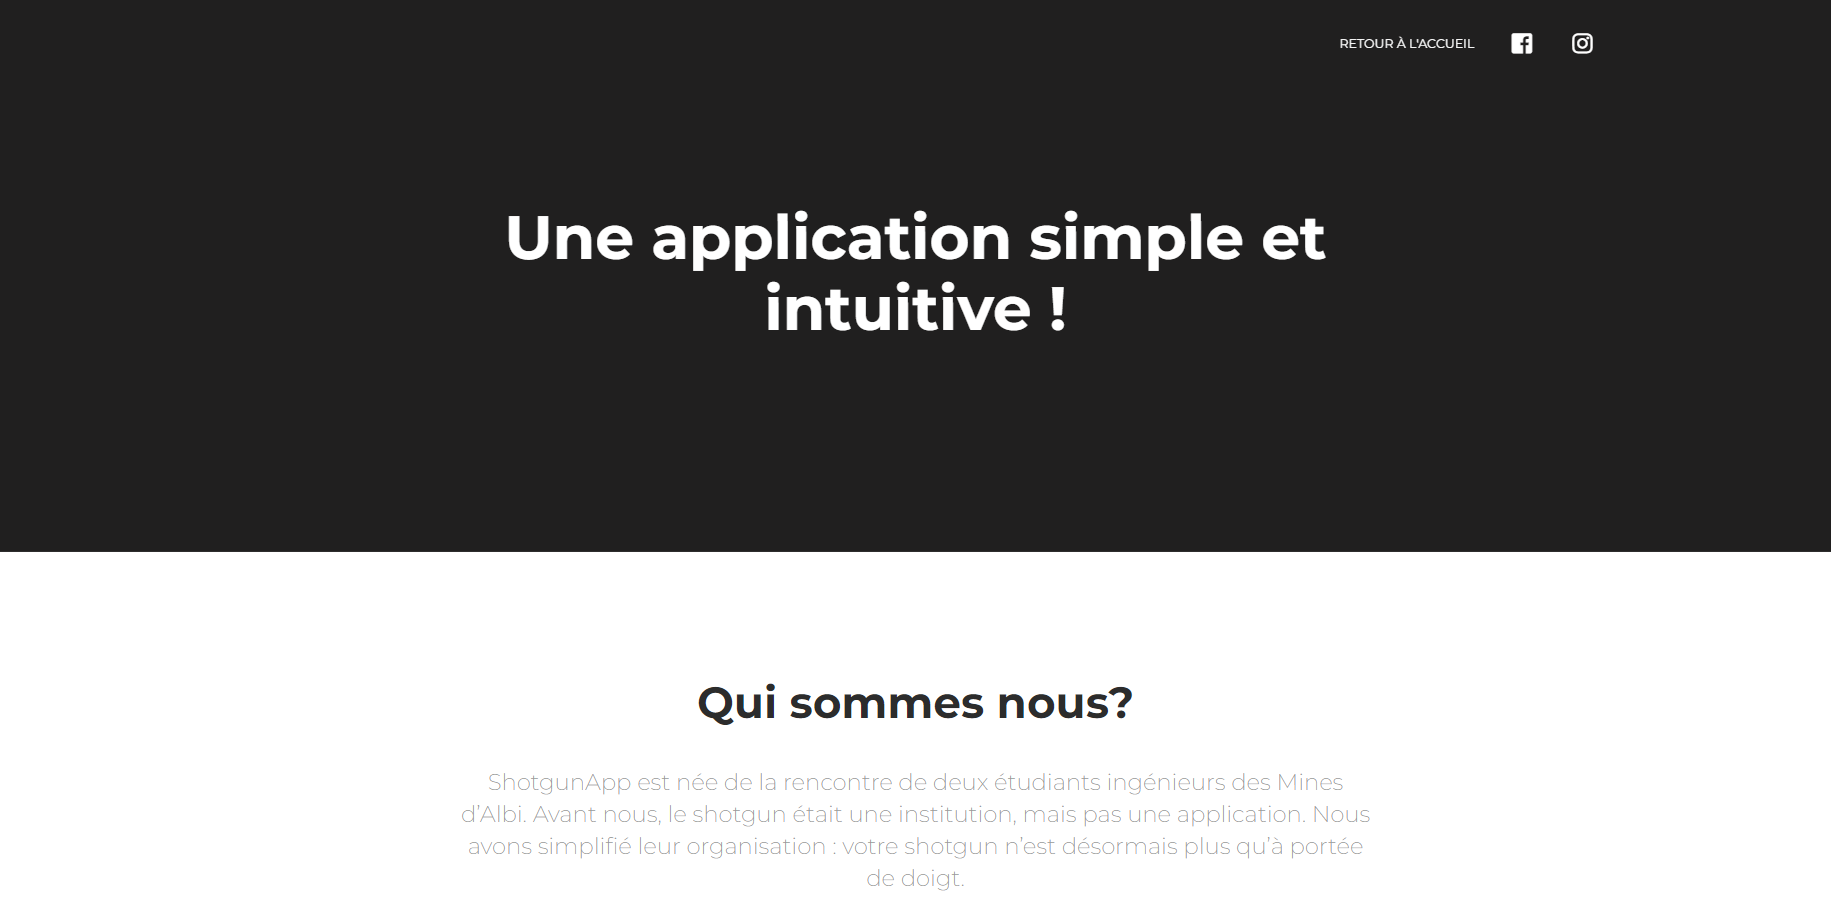 RETOUR À L'ACCUEIL
Une application simple et
intuitive !
Qui sommes nous?
ShotgunApp est née de la rencontre de deux étudiants ingénieurs des Mines
d’Albi. Avant nous, le shotgun était une institution, mais pas une application. Nous
avons simplifié leur organisation : votre shotgun n’est désormais plus qu’à portée
de doigt.